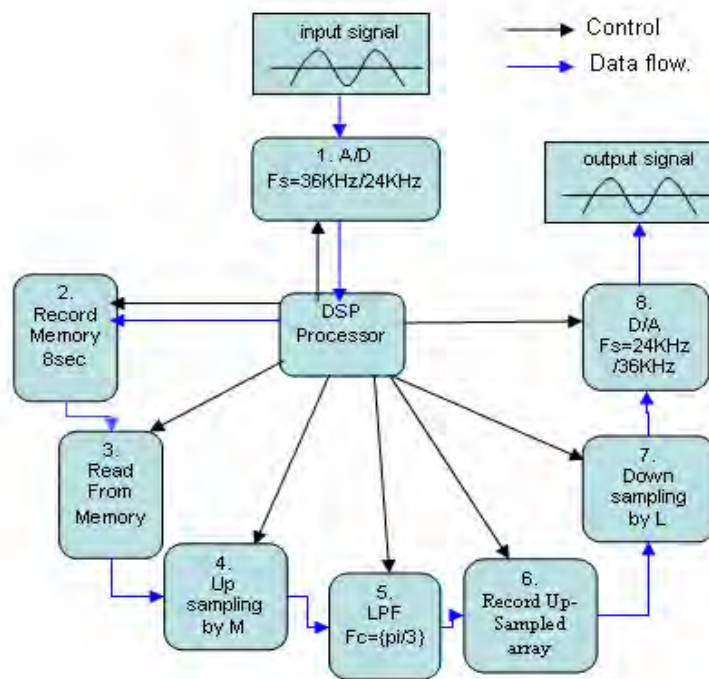 input signal
Control
Data flow.
1. A/D
Fs=36KHz/24KHz
output signal
2.
Record
Memory
8sec
DSP
Processor
8.
D/A
Fs=24KHz
/36KHz
3.
Read
From
Memory
7.
Down
sampling
by L
4.
Up
sampling
by M
5.
LPF
Fc={pi/3}
6.
Record Up-
Sampled
array